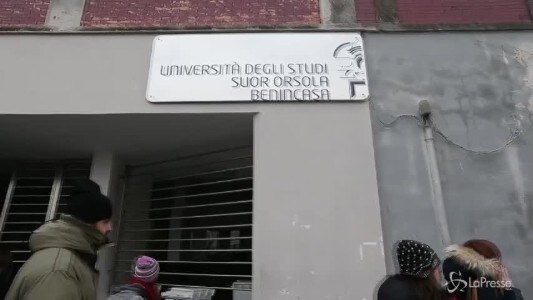 UNIVERSITÀ DEGLI STUDI
SUOR ORSOLA
BENINCASA
LaPresse